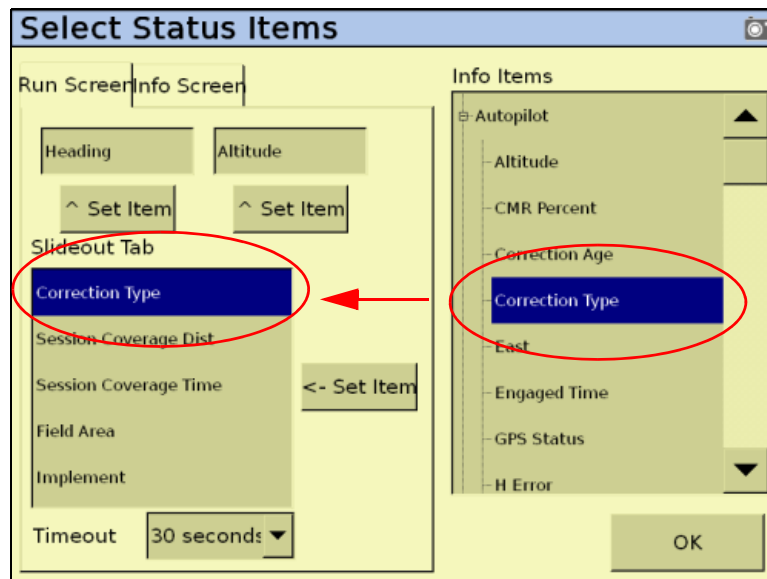 Select Status Items
Run Screen
Info Screen
Heading
Altitude
^ Set Item
^ Set Item
Slideout Tab
Correction Type
Session Coverage Dist
Session Coverage Time
Field Area
Implement
<- Set Item
Timeout
30 seconds
Info Items
Autopilot
Altitude
CMR Percent
Correction Age
Correction Type
East
Engaged Time
GPS Status
H Error
OK